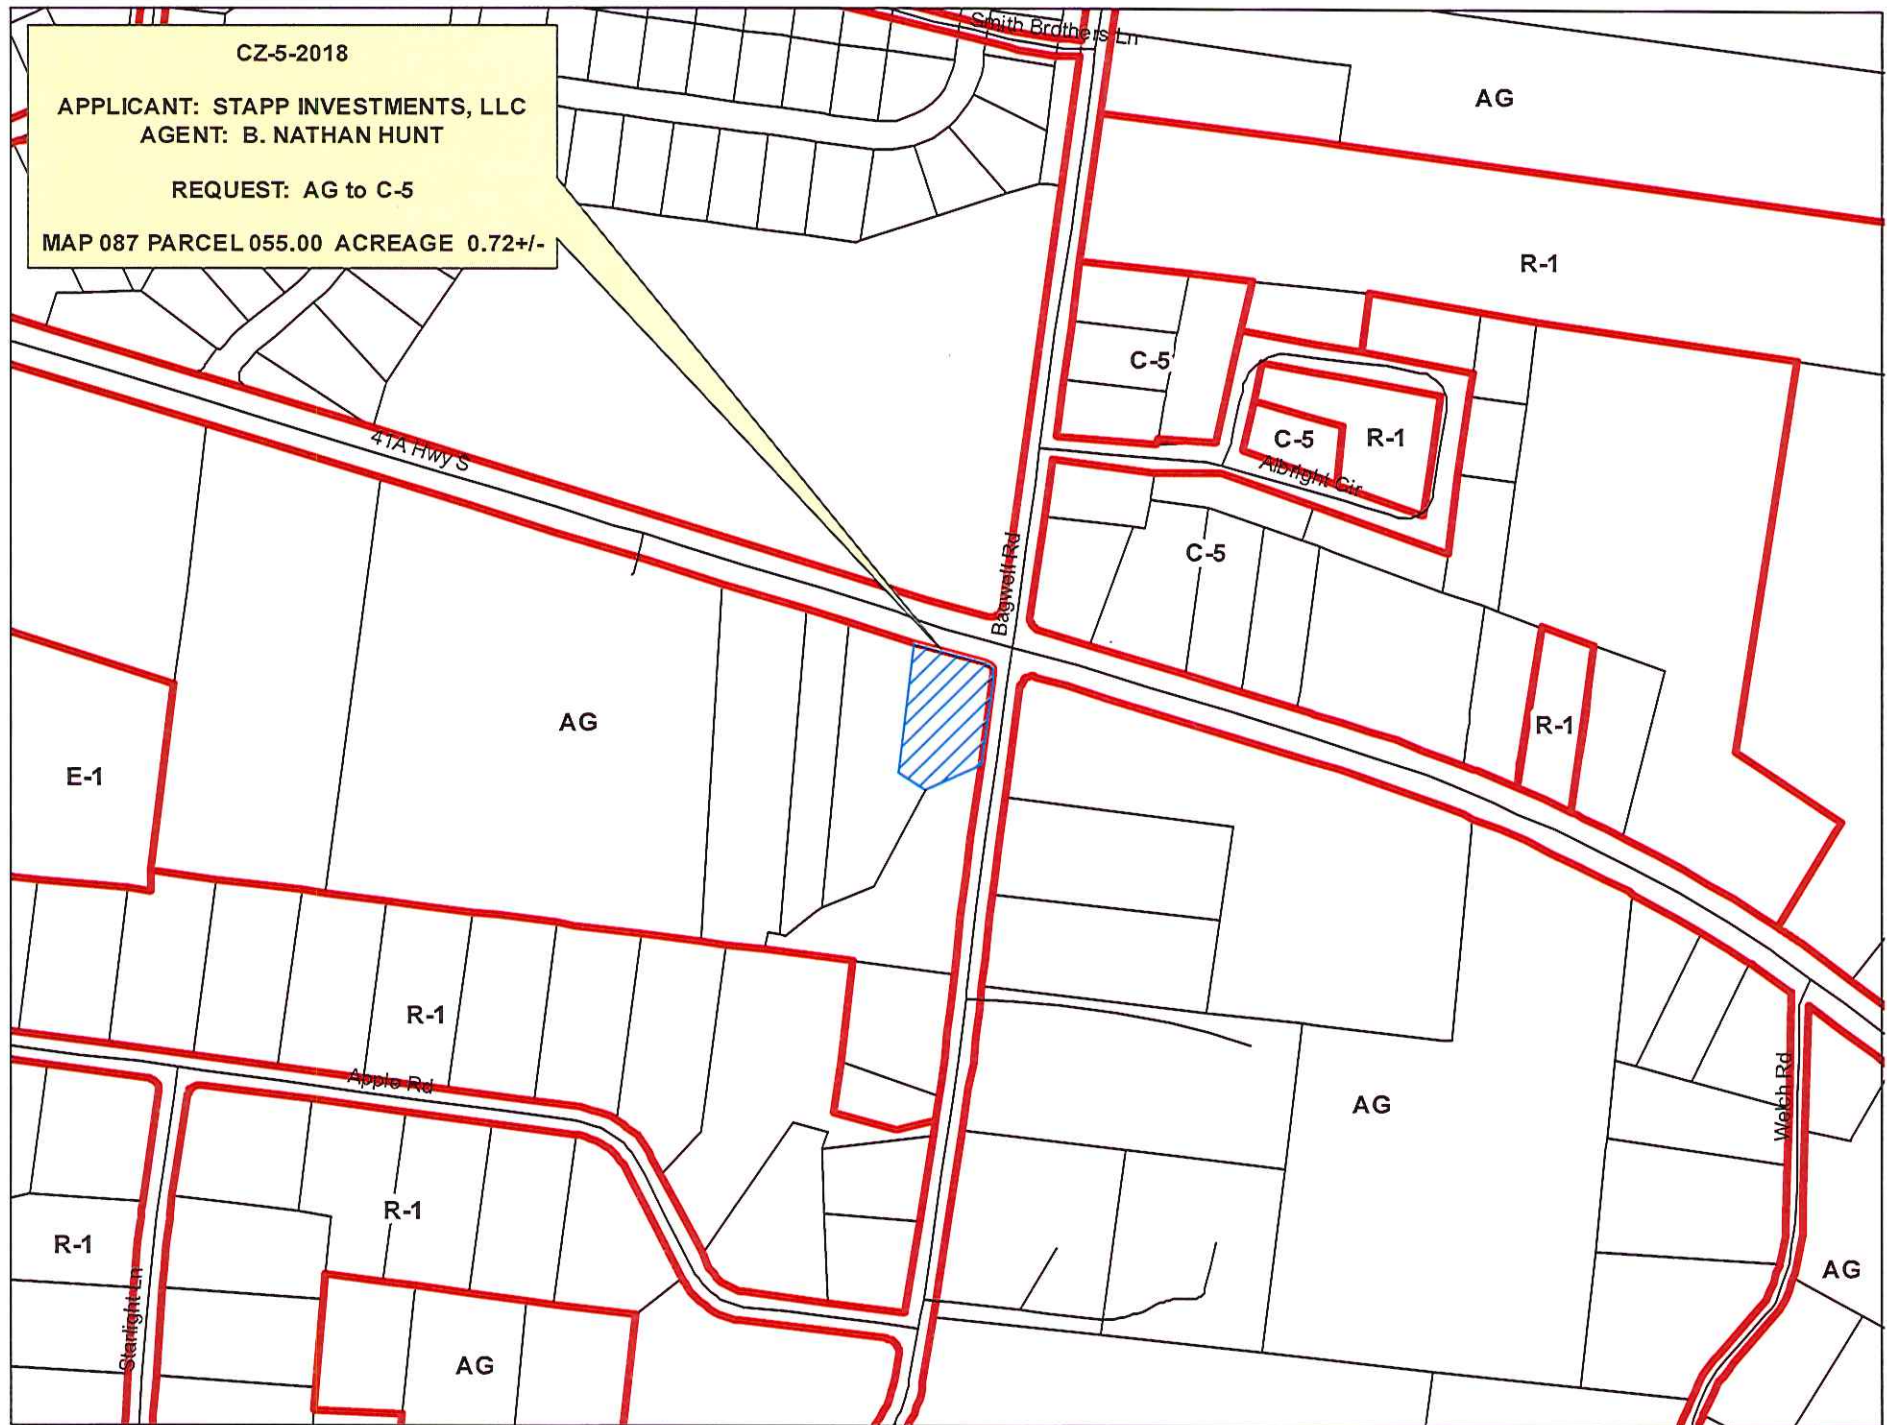 CZ-5-2018
APPLICANT: STAPP INVESTMENTS, LLC
AGENT: B. NATHAN HUNT
REQUEST: AG to C-5
MAP 087 PARCEL 055.00 ACREAGE 0.72+/-
Smith Brothers Ln
AG
R-1
C-5
C-5
R-1
Albright Cir
41A Hwy S
Bagwell Rd
C-5
AG
R-1
E-1
R-1
Apple Rd
AG
Welch Rd
R-1
R-1
AG
Starlight Ln
AG